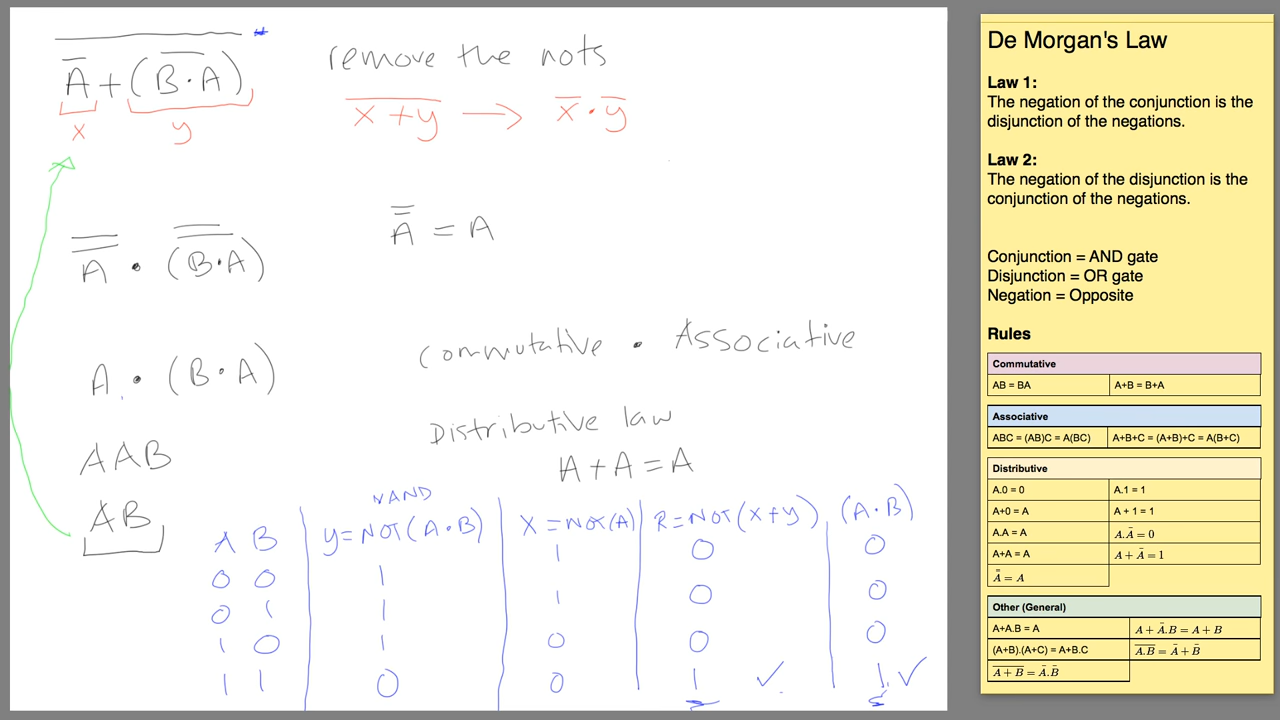 A̅ + (B·A)‾ remove the nots
x y x+y → x̅ · y̅
A̿ · (B·A) A̿ = A
A · (B·A) Commutative · Associative
AAB Distributive law
A+A=A
AB
NAND
A B y=NOT(A·B) X=NOT(A) R=NOT(x+y) (A·B)
0 0 1 1 0 0
0 1 1 1 0 0
1 0 1 0 0 0
1 1 0 0 1 ✓ 1 ✓
De Morgan's Law
Law 1:
The negation of the conjunction is the
disjunction of the negations.
Law 2:
The negation of the disjunction is the
conjunction of the negations.
Conjunction = AND gate
Disjunction = OR gate
Negation = Opposite
Rules
Commutative
AB = BA A+B = B+A
Associative
ABC = (AB)C = A(BC) A+B+C = (A+B)+C = A(B+C)
Distributive
A.0 = 0 A.1 = 1
A+0 = A A + 1 = 1
A.A = A A.A̅ = 0
A+A = A A + A̅ = 1
A̿ = A
Other (General)
A+A.B = A A + A̅.B = A + B
(A+B).(A+C) = A+B.C A.B‾ = A̅ + B̅
A + B‾ = A̅.B̅